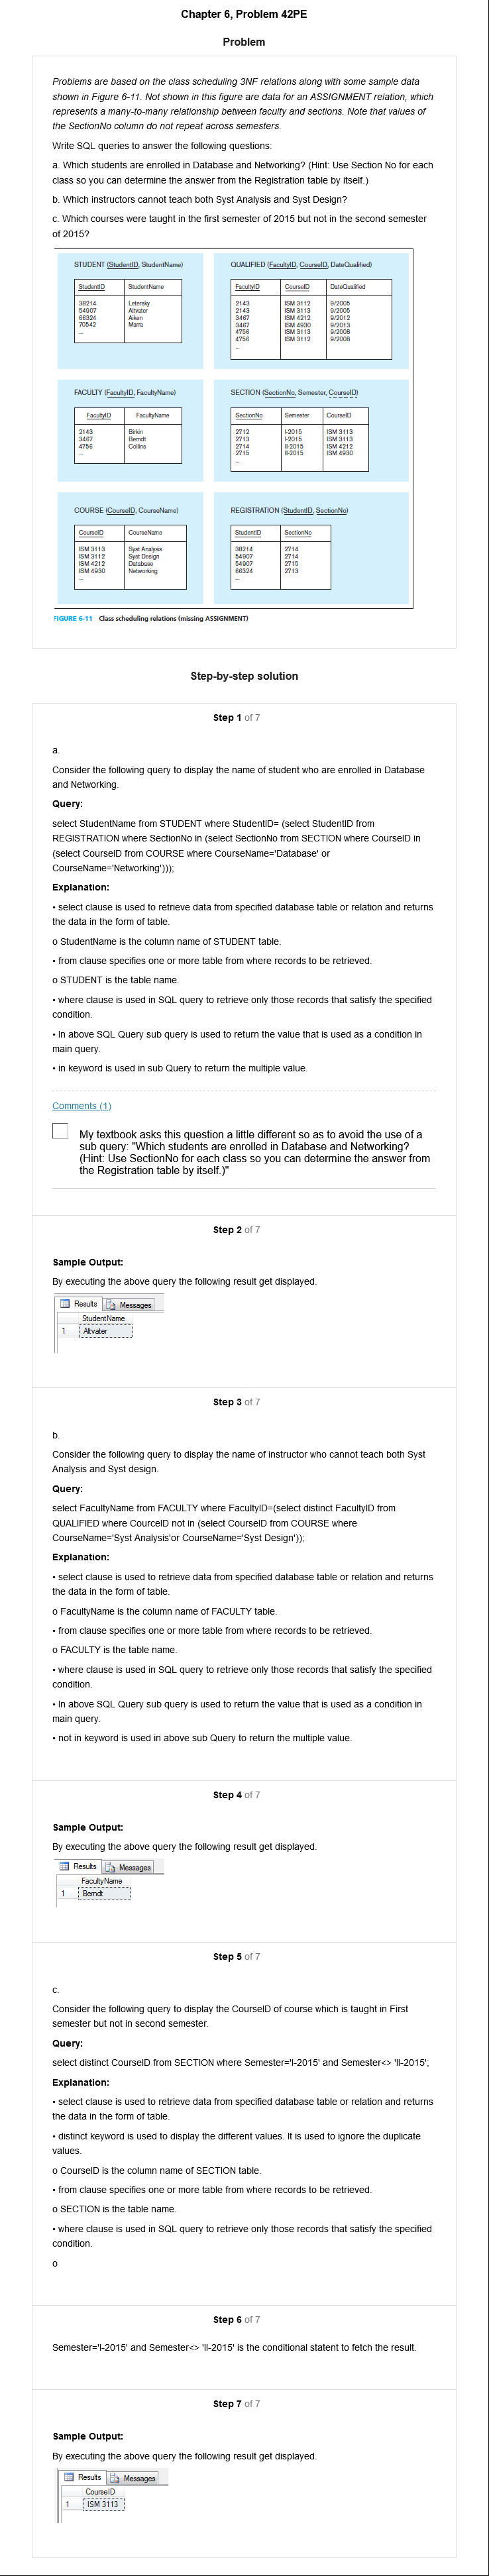 Chapter 6, Problem 42PE
Problem
Problems are based on the class scheduling 3NF relations along with some sample data
shown in Figure 6-11. Not shown in this figure are data for an ASSIGNMENT relation, which
represents a many-to-many relationship between faculty and sections. Note that values of
the SectionNo column do not repeat across semesters.
Write SQL queries to answer the following questions:
a. Which students are enrolled in Database and Networking? (Hint: Use Section No for each
class so you can determine the answer from the Registration table by itself.)
b. Which instructors cannot teach both Syst Analysis and Syst Design?
c. Which courses were taught in the first semester of 2015 but not in the second semester
of 2015?
STUDENT (StudentID, StudentName)
StudentID StudentName
38214 Letersky
54907 Altvater
66324 Aiken
70542 Marra
...
QUALIFIED (FacultyID, CourseID, DateQualified)
FacultyID CourseID DateQualified
2143 ISM 3112 9/2005
2143 ISM 3113 9/2005
3467 ISM 4212 9/2012
3467 ISM 4930 9/2013
4756 ISM 3113 9/2008
4756 ISM 3112 9/2008
...
FACULTY (FacultyID, FacultyName)
FacultyID FacultyName
2143 Birkin
3467 Berndt
4756 Collins
...
SECTION (SectionNo, Semester, CourseID)
SectionNo Semester CourseID
2712 I-2015 ISM 3113
2713 I-2015 ISM 3113
2714 II-2015 ISM 4212
2715 II-2015 ISM 4930
...
COURSE (CourseID, CourseName)
CourseID CourseName
ISM 3113 Syst Analysis
ISM 3112 Syst Design
ISM 4212 Database
ISM 4930 Networking
...
REGISTRATION (StudentID, SectionNo)
StudentID SectionNo
38214 2714
54907 2714
54907 2715
66324 2713
...
FIGURE 6-11 Class scheduling relations (missing ASSIGNMENT)
Step-by-step solution
Step 1 of 7
a.
Consider the following query to display the name of student who are enrolled in Database
and Networking.
Query:
select StudentName from STUDENT where StudentID= (select StudentID from
REGISTRATION where SectionNo in (select SectionNo from SECTION where CourseID in
(select CourseID from COURSE where CourseName='Database' or
CourseName='Networking')));
Explanation:
• select clause is used to retrieve data from specified database table or relation and returns
the data in the form of table.
o StudentName is the column name of STUDENT table.
• from clause specifies one or more table from where records to be retrieved.
o STUDENT is the table name.
• where clause is used in SQL query to retrieve only those records that satisfy the specified
condition.
• In above SQL Query sub query is used to return the value that is used as a condition in
main query.
• in keyword is used in sub Query to return the multiple value.
Comments (1)
My textbook asks this question a little different so as to avoid the use of a
sub query: "Which students are enrolled in Database and Networking?
(Hint: Use SectionNo for each class so you can determine the answer from
the Registration table by itself.)"
Step 2 of 7
Sample Output:
By executing the above query the following result get displayed.
Results Messages
StudentName
1 Altvater
Step 3 of 7
b.
Consider the following query to display the name of instructor who cannot teach both Syst
Analysis and Syst design.
Query:
select FacultyName from FACULTY where FacultyID=(select distinct FacultyID from
QUALIFIED where CourceID not in (select CourseID from COURSE where
CourseName='Syst Analysis'or CourseName='Syst Design'));
Explanation:
• select clause is used to retrieve data from specified database table or relation and returns
the data in the form of table.
o FacultyName is the column name of FACULTY table.
• from clause specifies one or more table from where records to be retrieved.
o FACULTY is the table name.
• where clause is used in SQL query to retrieve only those records that satisfy the specified
condition.
• In above SQL Query sub query is used to return the value that is used as a condition in
main query.
• not in keyword is used in above sub Query to return the multiple value.
Step 4 of 7
Sample Output:
By executing the above query the following result get displayed.
Results Messages
FacultyName
1 Berndt
Step 5 of 7
c.
Consider the following query to display the CourseID of course which is taught in First
semester but not in second semester.
Query:
select distinct CourseID from SECTION where Semester='I-2015' and Semester<> 'II-2015';
Explanation:
• select clause is used to retrieve data from specified database table or relation and returns
the data in the form of table.
• distinct keyword is used to display the different values. It is used to ignore the duplicate
values.
o CourseID is the column name of SECTION table.
• from clause specifies one or more table from where records to be retrieved.
o SECTION is the table name.
• where clause is used in SQL query to retrieve only those records that satisfy the specified
condition.
o
Step 6 of 7
Semester='I-2015' and Semester<> 'II-2015' is the conditional statent to fetch the result.
Step 7 of 7
Sample Output:
By executing the above query the following result get displayed.
Results Messages
CourseID
1 ISM 3113